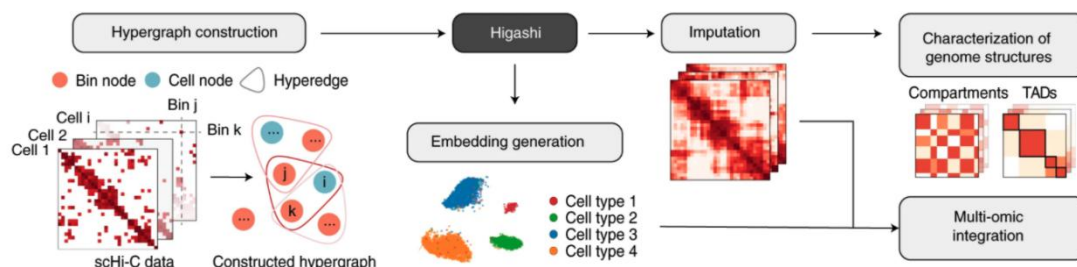 Hypergraph construction
Higashi
Imputation
Characterization of
genome structures
Bin node
Cell node
Hyperedge
Bin j
Cell i
Bin k
Cell 2
Cell 1
...
...
j
i
k
...
...
scHi-C data
Constructed hypergraph
Embedding generation
Cell type 1
Cell type 2
Cell type 3
Cell type 4
Compartments
TADs
Multi-omic
integration